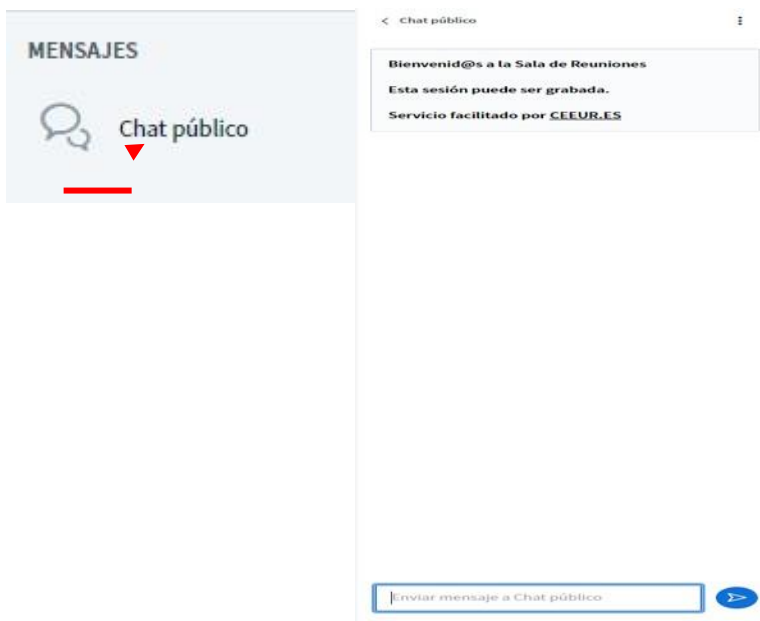 MENSAJES
Chat público
< Chat público
Bienvenid@s a la Sala de Reuniones
Esta sesión puede ser grabada.
Servicio facilitado por CEEUR.ES
Enviar mensaje a Chat público